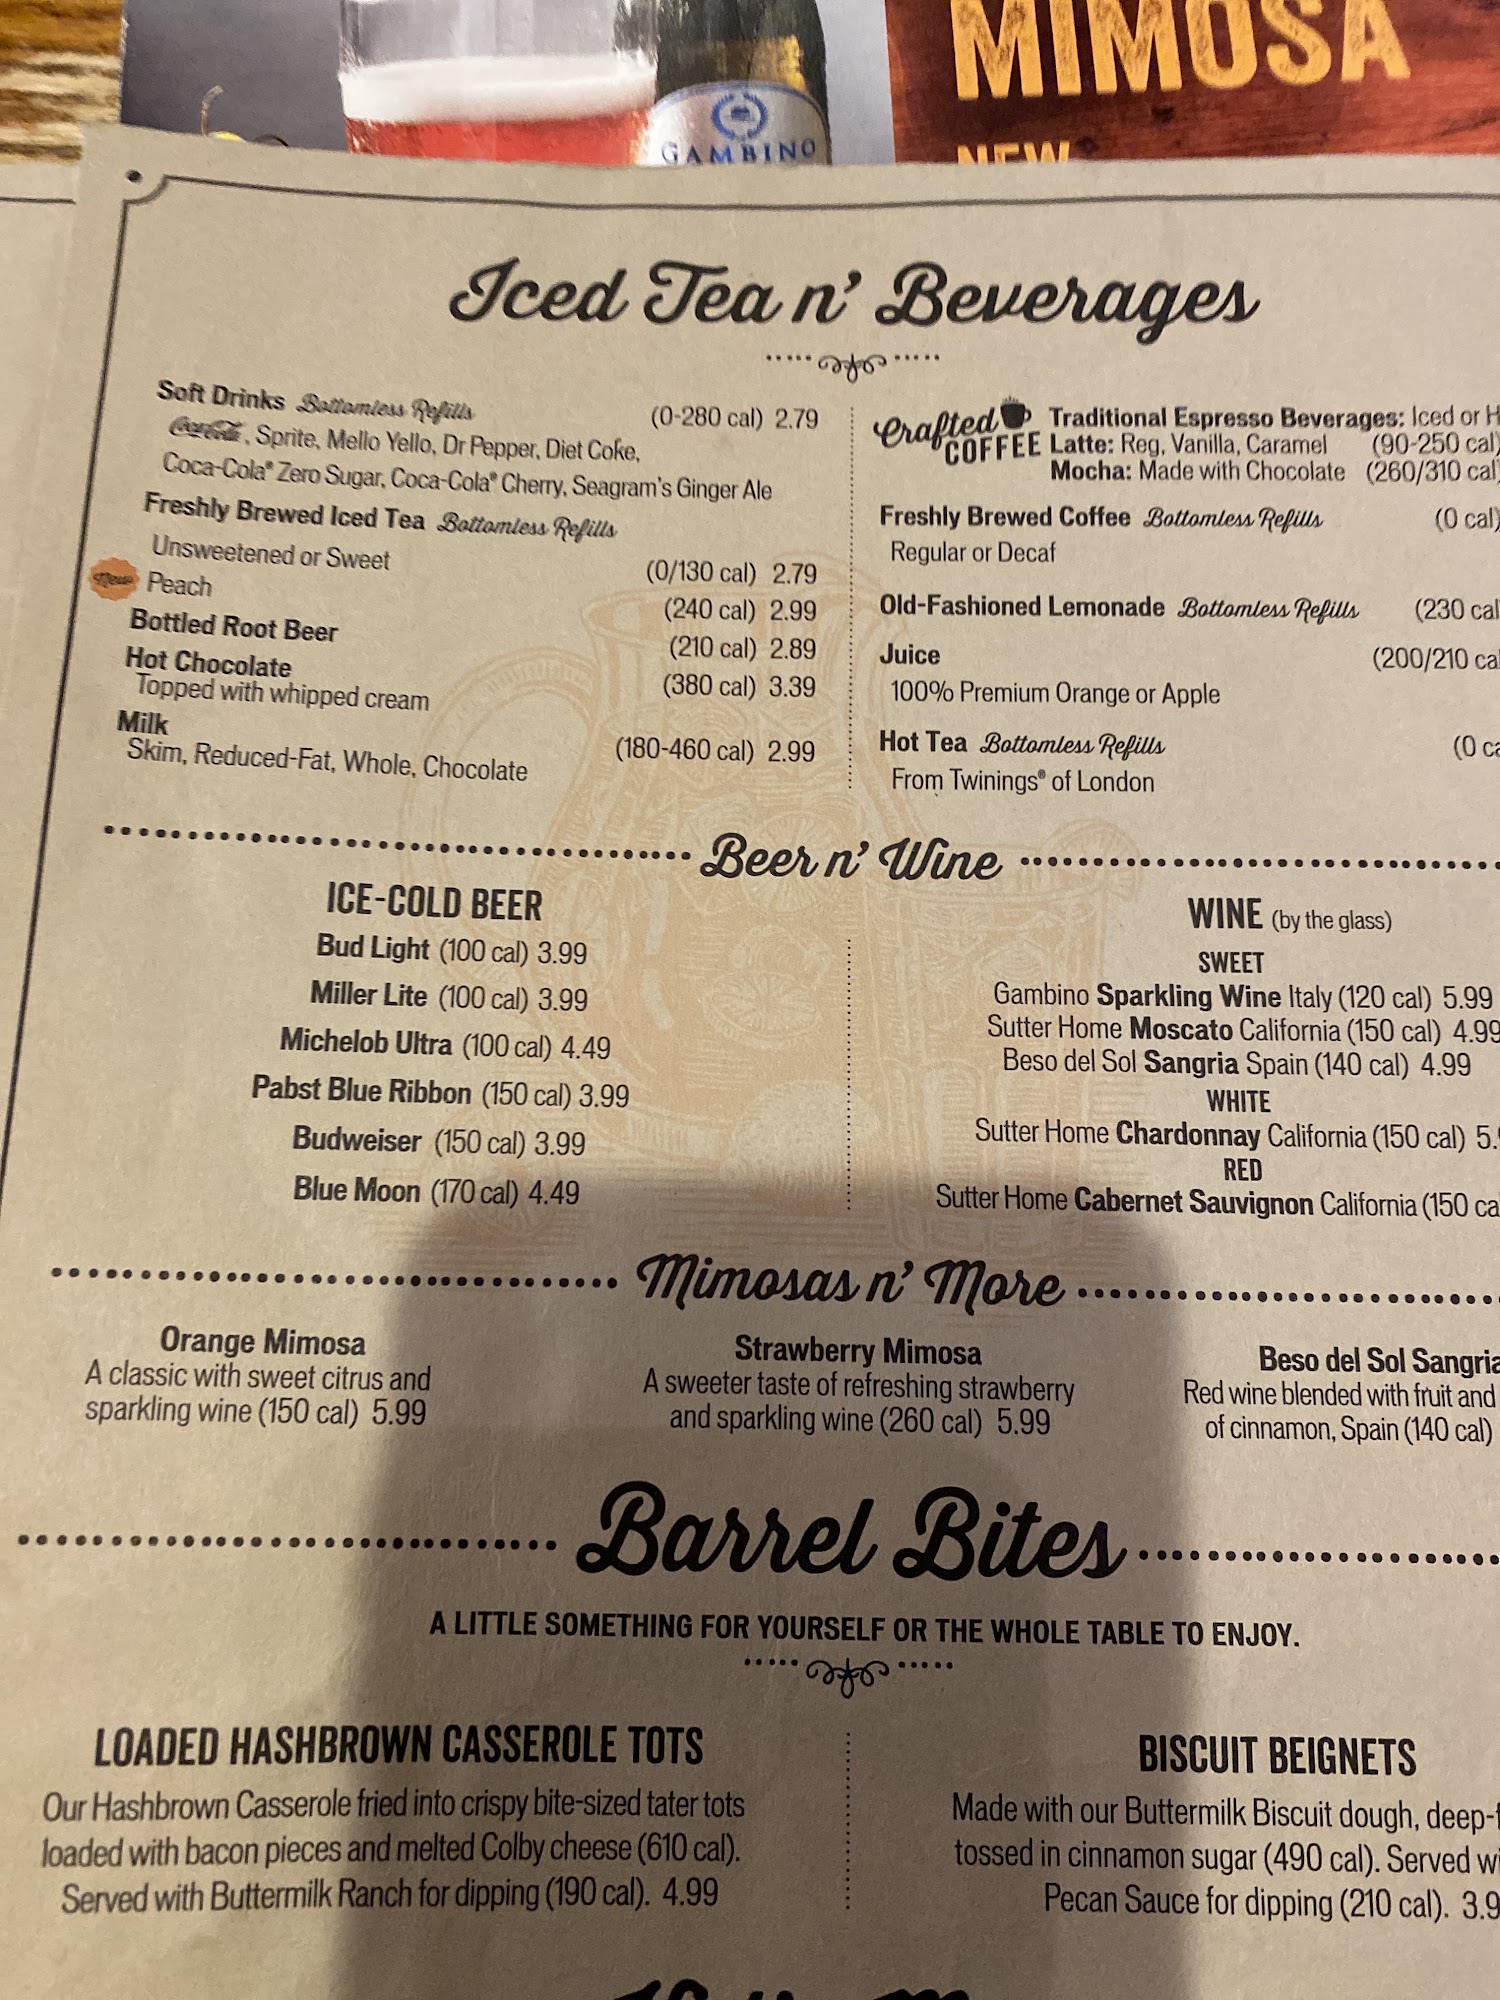 MIMOSA
NEW
GAMBINO
Iced Tea n' Beverages
Soft Drinks Bottomless Refills (0-280 cal) 2.79
Coca-Cola, Sprite, Mello Yello, Dr Pepper, Diet Coke,
Coca-Cola® Zero Sugar, Coca-Cola® Cherry, Seagram's Ginger Ale
Freshly Brewed Iced Tea Bottomless Refills
Unsweetened or Sweet (0/130 cal) 2.79
New Peach (240 cal) 2.99
Bottled Root Beer (210 cal) 2.89
Hot Chocolate (380 cal) 3.39
Topped with whipped cream
Milk (180-460 cal) 2.99
Skim, Reduced-Fat, Whole, Chocolate
Crafted COFFEE
Traditional Espresso Beverages: Iced or
Latte: Reg, Vanilla, Caramel (90-250 cal)
Mocha: Made with Chocolate (260/310 cal)
Freshly Brewed Coffee Bottomless Refills (0 cal)
Regular or Decaf
Old-Fashioned Lemonade Bottomless Refills (230 cal
Juice (200/210 cal
100% Premium Orange or Apple
Hot Tea Bottomless Refills (0 ca
From Twinings® of London
Beer n' Wine
ICE-COLD BEER
Bud Light (100 cal) 3.99
Miller Lite (100 cal) 3.99
Michelob Ultra (100 cal) 4.49
Pabst Blue Ribbon (150 cal) 3.99
Budweiser (150 cal) 3.99
Blue Moon (170 cal) 4.49
WINE (by the glass)
SWEET
Gambino Sparkling Wine Italy (120 cal) 5.99
Sutter Home Moscato California (150 cal) 4.99
Beso del Sol Sangria Spain (140 cal) 4.99
WHITE
Sutter Home Chardonnay California (150 cal) 5.
RED
Sutter Home Cabernet Sauvignon California (150 ca
Mimosas n' More
Orange Mimosa
A classic with sweet citrus and
sparkling wine (150 cal) 5.99
Strawberry Mimosa
A sweeter taste of refreshing strawberry
and sparkling wine (260 cal) 5.99
Beso del Sol Sangria
Red wine blended with fruit and
of cinnamon, Spain (140 cal)
Barrel Bites
A LITTLE SOMETHING FOR YOURSELF OR THE WHOLE TABLE TO ENJOY.
LOADED HASHBROWN CASSEROLE TOTS
Our Hashbrown Casserole fried into crispy bite-sized tater tots
loaded with bacon pieces and melted Colby cheese (610 cal).
Served with Buttermilk Ranch for dipping (190 cal). 4.99
BISCUIT BEIGNETS
Made with our Buttermilk Biscuit dough, deep-
tossed in cinnamon sugar (490 cal). Served
Pecan Sauce for dipping (210 cal). 3.9